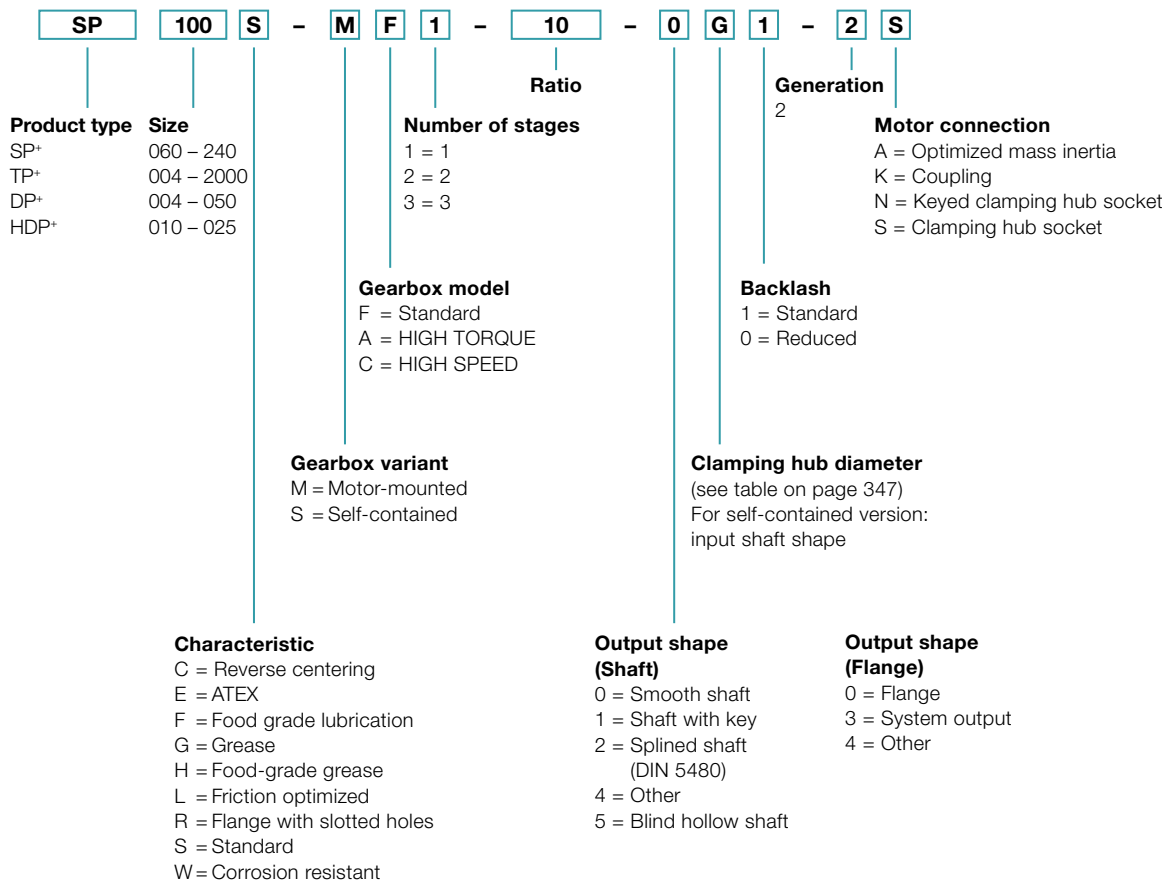 SP 100 S – M F 1 – 10 – 0 G 1 – 2 S
Ratio
Generation
2
Product type Size
SP+ 060 – 240
TP+ 004 – 2000
DP+ 004 – 050
HDP+ 010 – 025
Number of stages
1 = 1
2 = 2
3 = 3
Motor connection
A = Optimized mass inertia
K = Coupling
N = Keyed clamping hub socket
S = Clamping hub socket
Gearbox model
F = Standard
A = HIGH TORQUE
C = HIGH SPEED
Backlash
1 = Standard
0 = Reduced
Gearbox variant
M = Motor-mounted
S = Self-contained
Clamping hub diameter
(see table on page 347)
For self-contained version:
input shaft shape
Characteristic
C = Reverse centering
E = ATEX
F = Food grade lubrication
G = Grease
H = Food-grade grease
L = Friction optimized
R = Flange with slotted holes
S = Standard
W = Corrosion resistant
Output shape
(Shaft)
0 = Smooth shaft
1 = Shaft with key
2 = Splined shaft
(DIN 5480)
4 = Other
5 = Blind hollow shaft
Output shape
(Flange)
0 = Flange
3 = System output
4 = Other